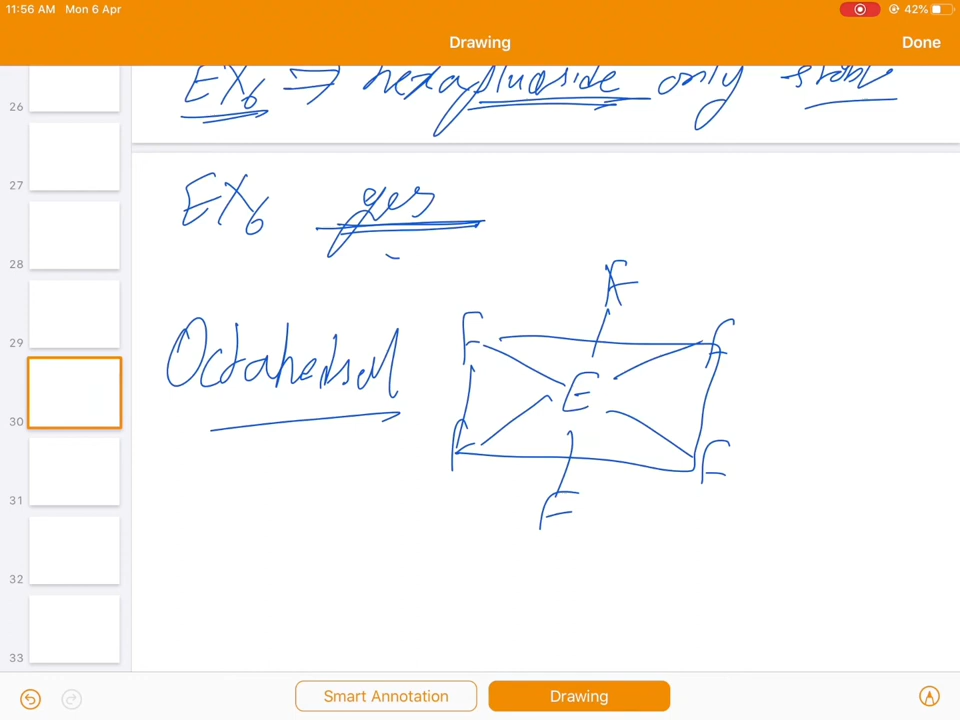 11:56 AM Mon 6 Apr
42%
Drawing
Done
EX6 ⇒ hexafluoride only stable
EX6 gas
Octahedral
F
F
F
E
F
F
F
26
27
28
29
30
31
32
33
Smart Annotation
Drawing